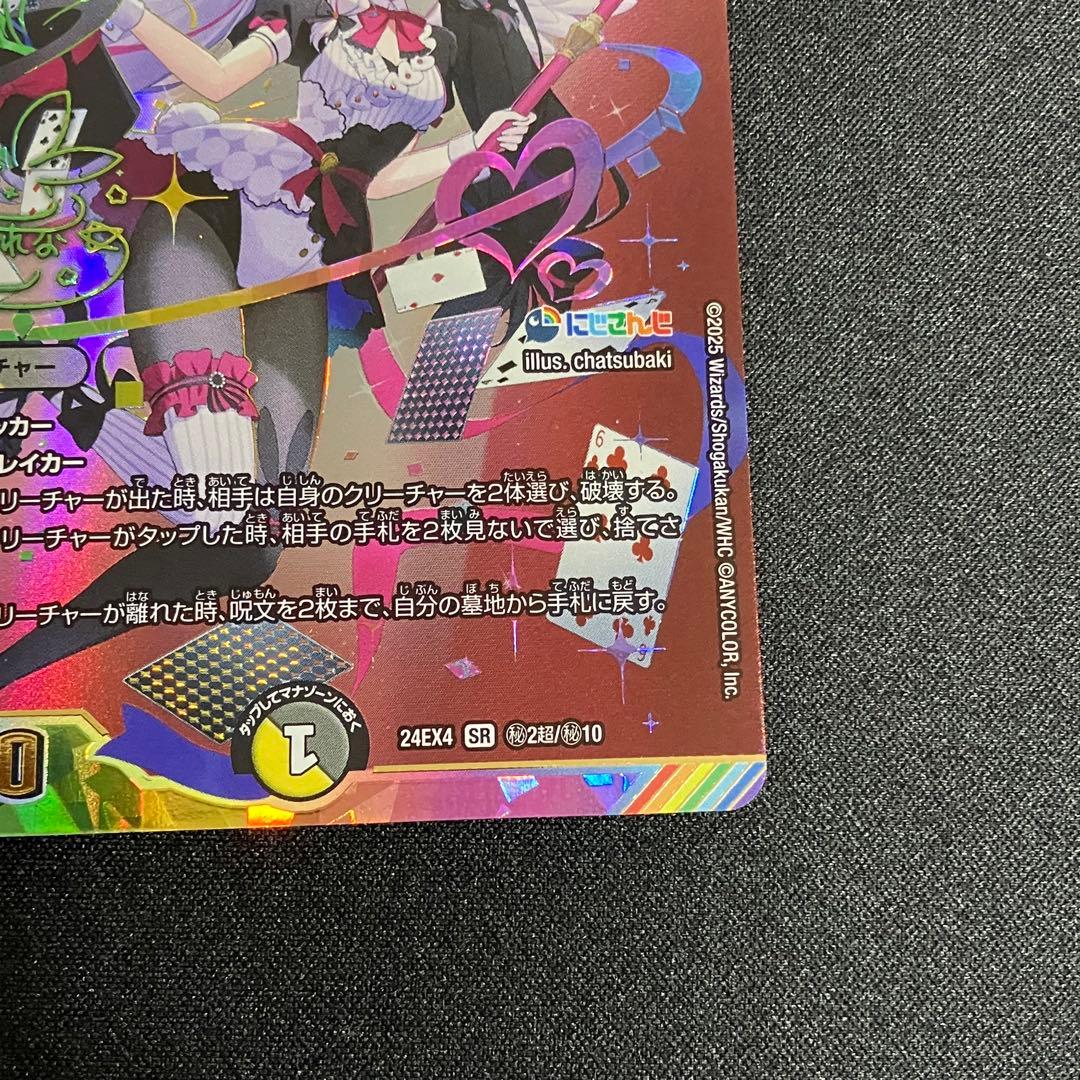 れな
にじさんじ
illus. chatsubaki
チャー
ッカー
レイカー
リーチャーが出た時、相手は自身のクリーチャーを2体選び、破壊する。
リーチャーがタップした時、相手の手札を2枚見ないで選び、捨てさ
リーチャーが離れた時、呪文を2枚まで、自分の墓地から手札に戻す。
タップしてマナゾーンにおく
1
24EX4 SR ㊙2超/㊙10
0
©2025 Wizards/Shogakukan/WHC ©ANYCOLOR, Inc.
6